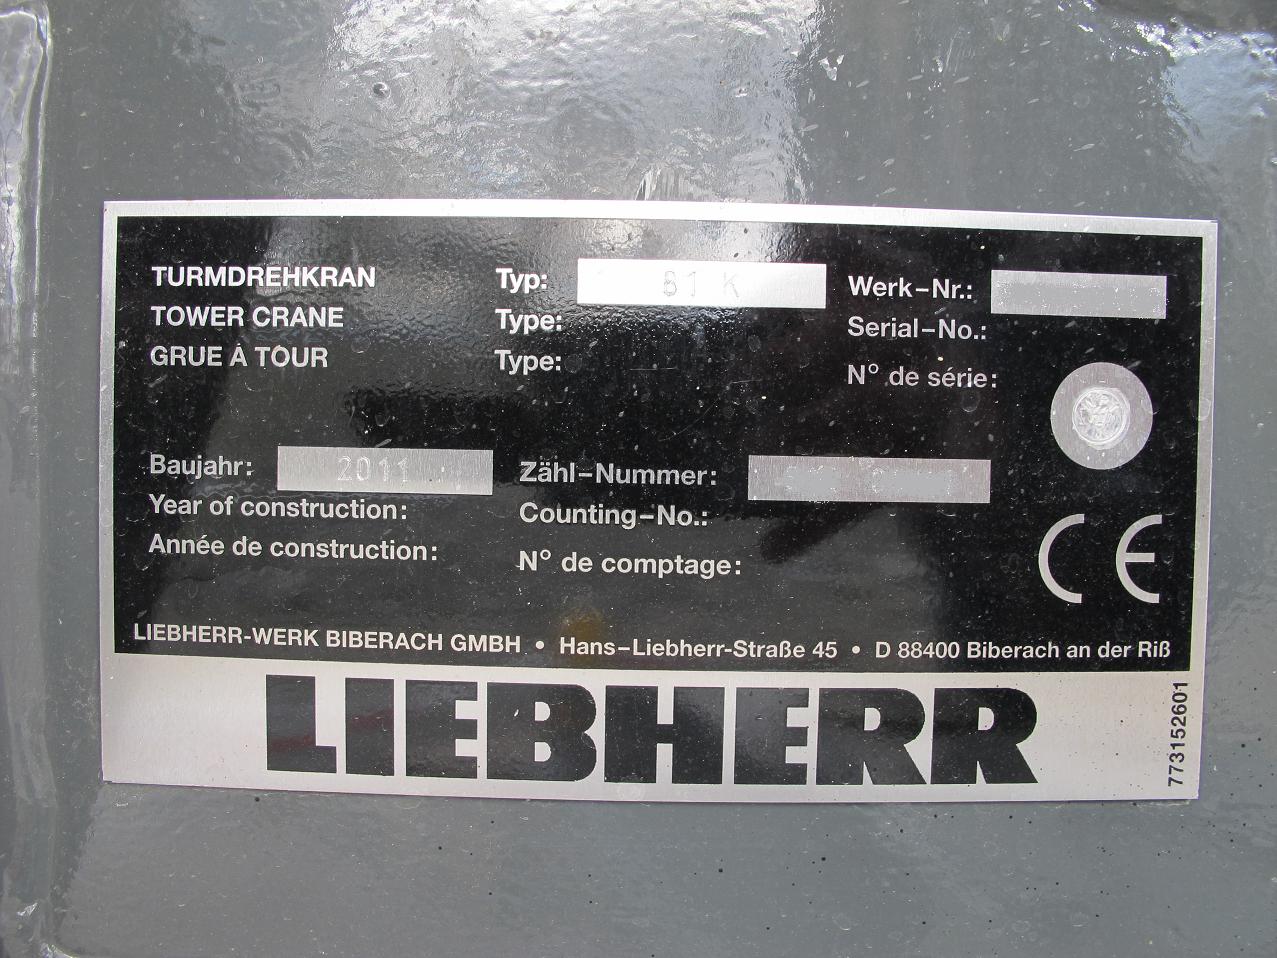 TURMDREHKRAN
TOWER CRANE
GRUE À TOUR
Typ: 81 K
Type:
Type:
Werk-Nr.:
Serial-No.:
N° de série:
Baujahr: 2011
Year of construction:
Année de construction:
Zähl-Nummer:
Counting-No.:
N° de comptage:
CE
LIEBHERR-WERK BIBERACH GMBH • Hans-Liebherr-Straße 45 • D 88400 Biberach an der Riß
LIEBHERR
773152601